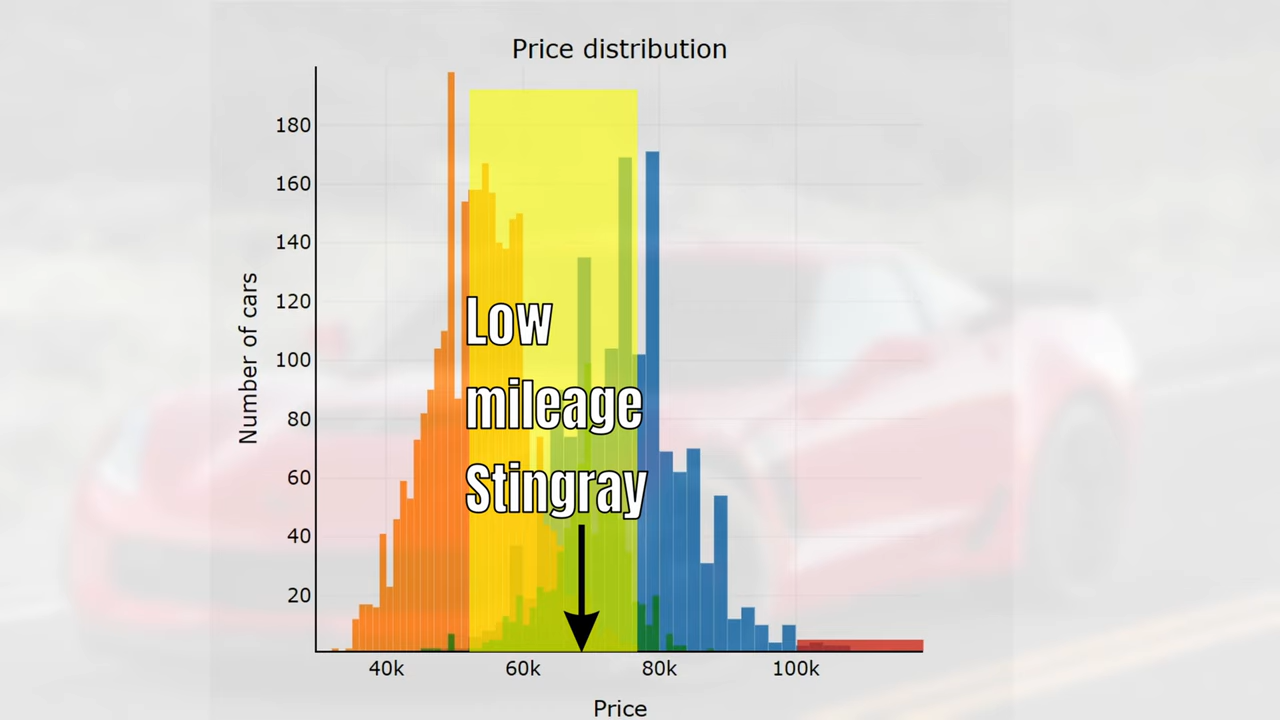 Price distribution
Number of cars
180
160
140
120
100
80
60
40
20
Low
mileage
Stingray
40k
60k
80k
100k
Price